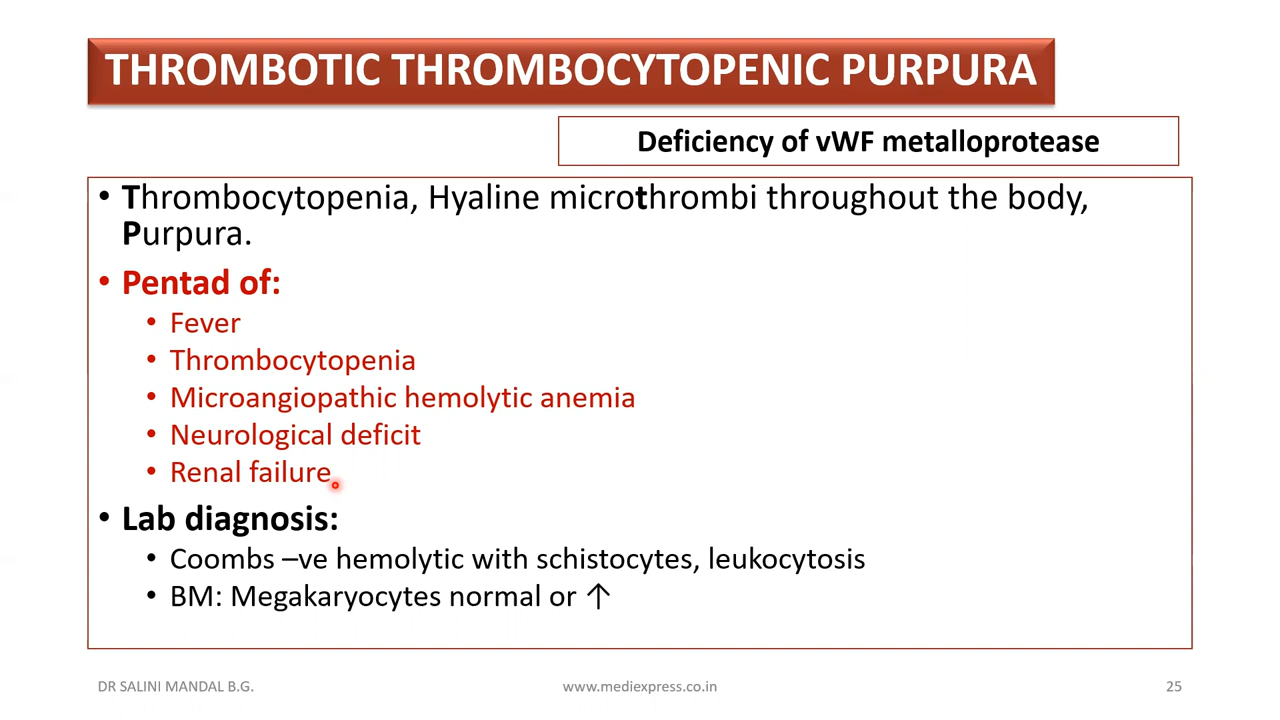 THROMBOTIC THROMBOCYTOPENIC PURPURA
Deficiency of vWF metalloprotease
• Thrombocytopenia, Hyaline microthrombi throughout the body,
Purpura.
• Pentad of:
• Fever
• Thrombocytopenia
• Microangiopathic hemolytic anemia
• Neurological deficit
• Renal failure
• Lab diagnosis:
• Coombs –ve hemolytic with schistocytes, leukocytosis
• BM: Megakaryocytes normal or ↑
DR SALINI MANDAL B.G.
www.mediexpress.co.in
25